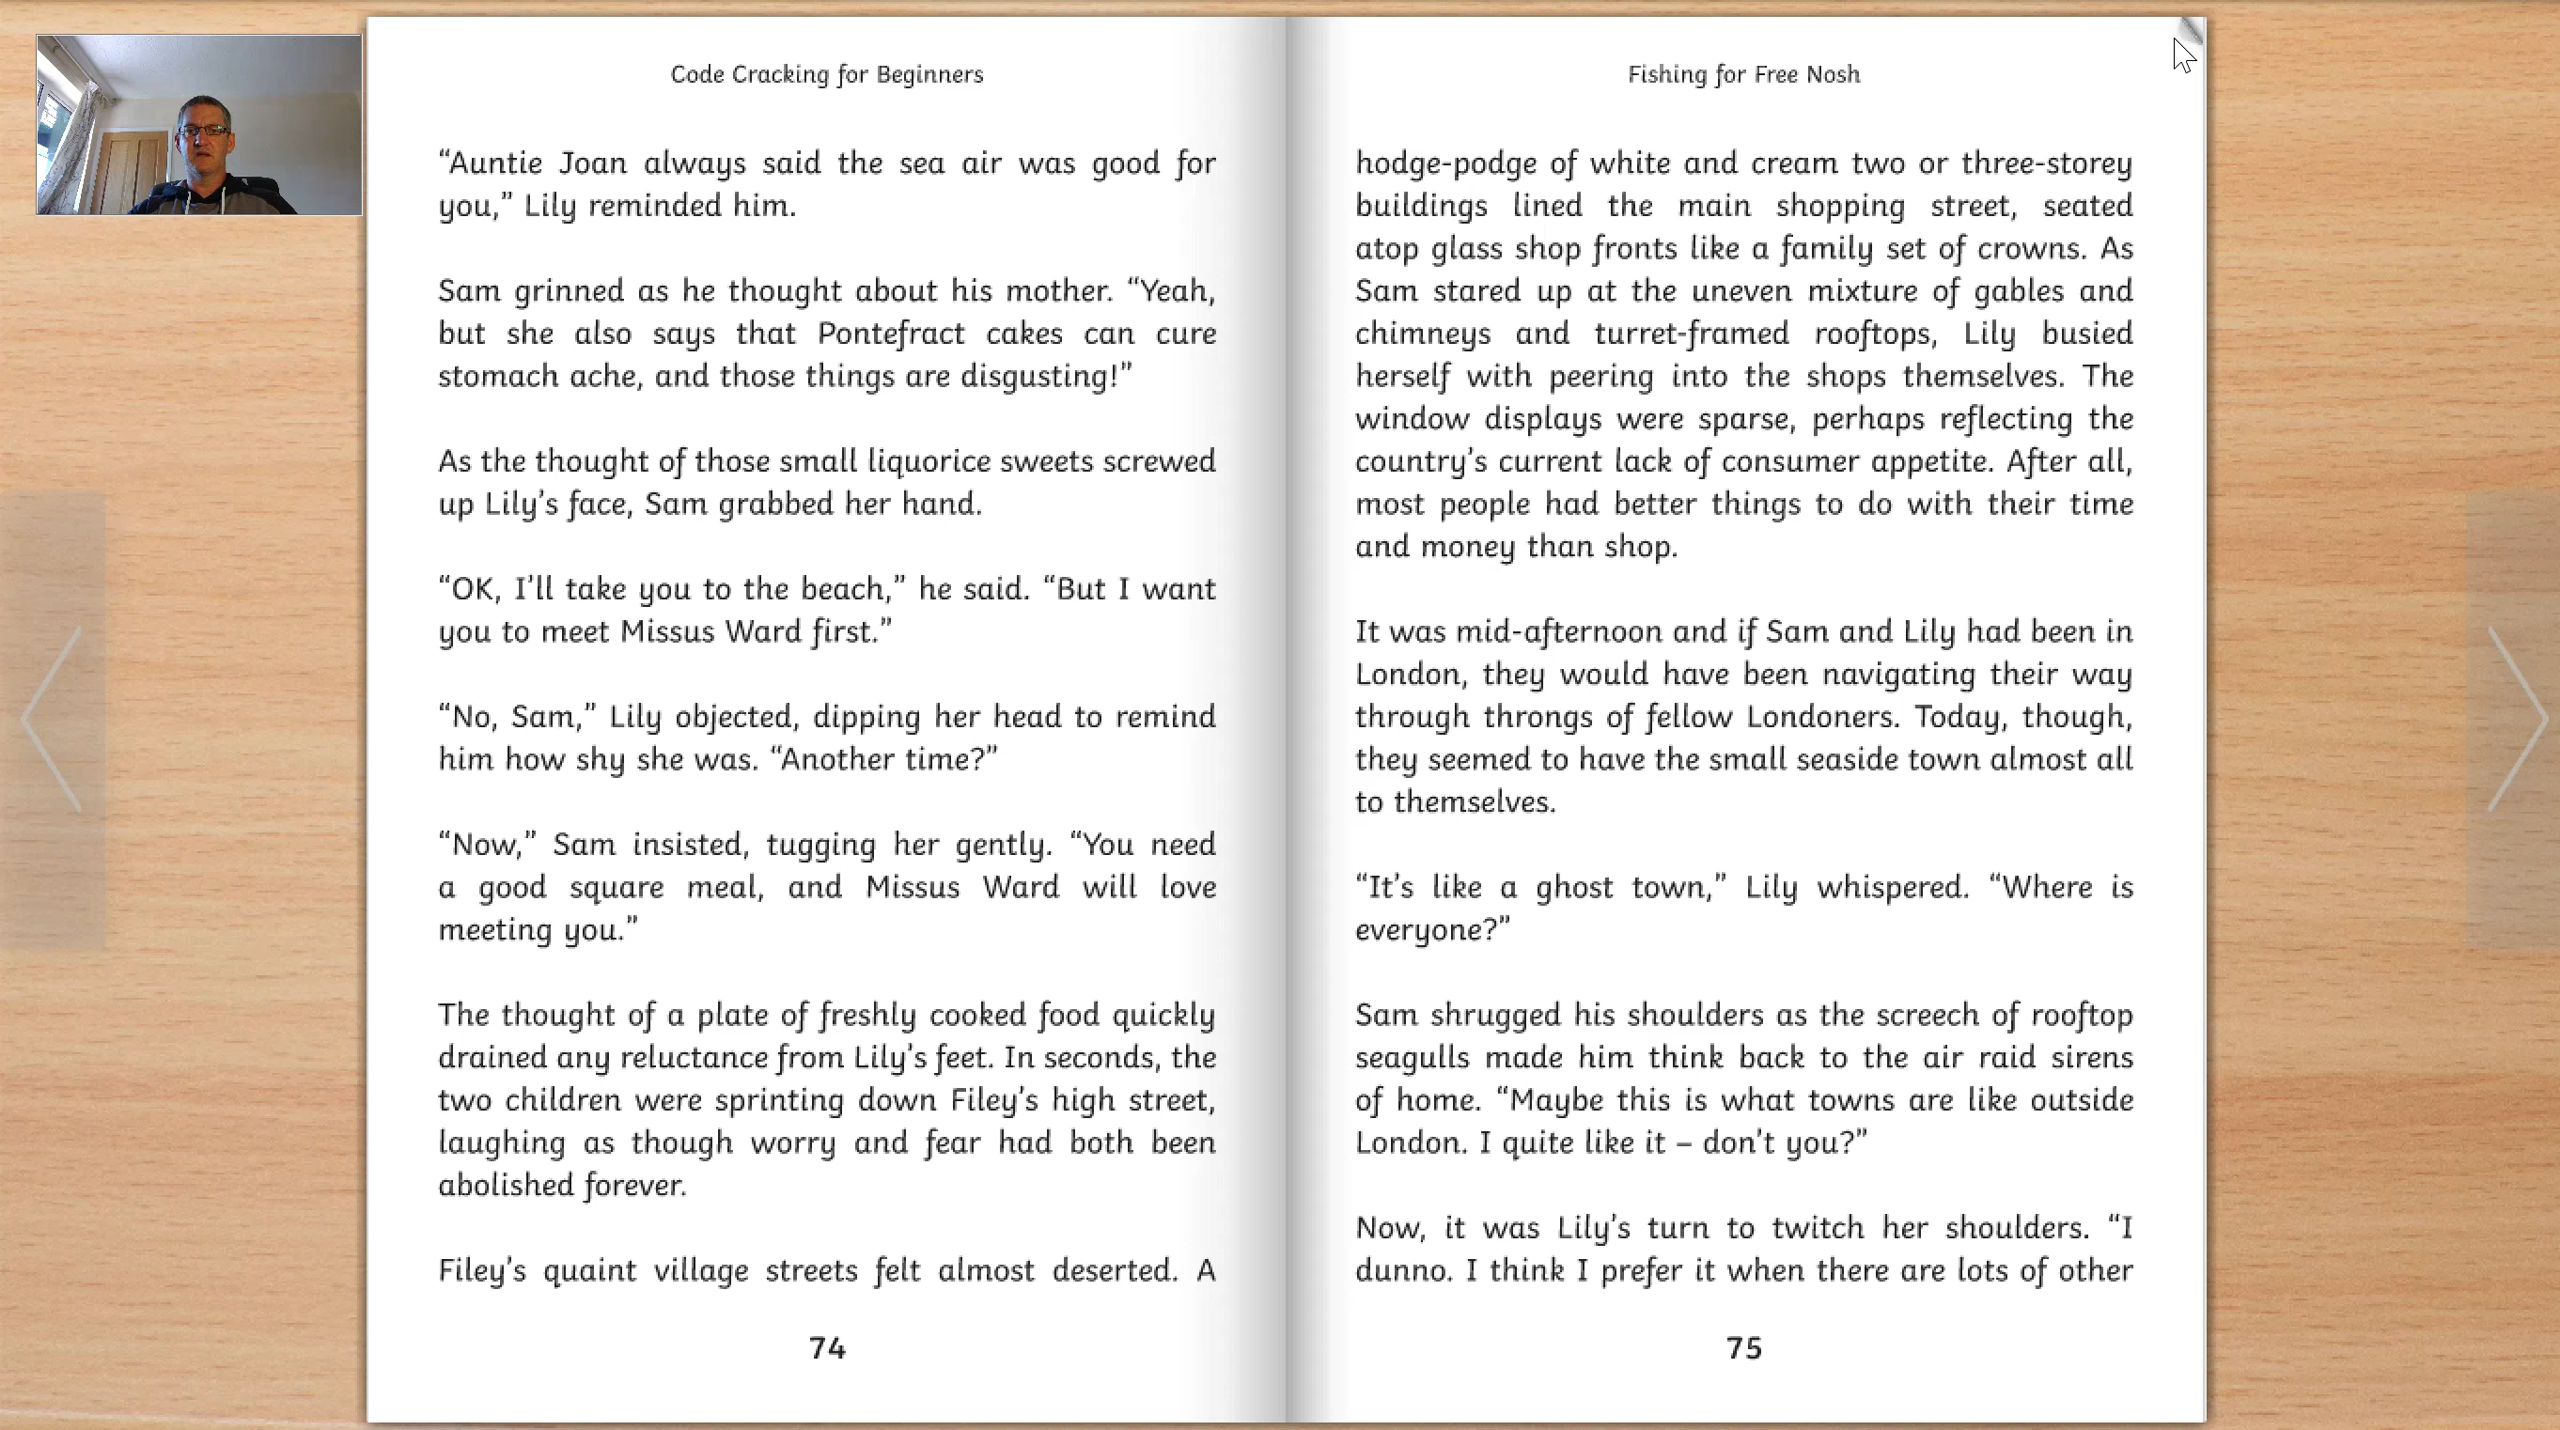 Code Cracking for Beginners
“Auntie Joan always said the sea air was good for
you,” Lily reminded him.
Sam grinned as he thought about his mother. “Yeah,
but she also says that Pontefract cakes can cure
stomach ache, and those things are disgusting!”
As the thought of those small liquorice sweets screwed
up Lily’s face, Sam grabbed her hand.
“OK, I’ll take you to the beach,” he said. “But I want
you to meet Missus Ward first.”
“No, Sam,” Lily objected, dipping her head to remind
him how shy she was. “Another time?”
“Now,” Sam insisted, tugging her gently. “You need
a good square meal, and Missus Ward will love
meeting you.”
The thought of a plate of freshly cooked food quickly
drained any reluctance from Lily’s feet. In seconds, the
two children were sprinting down Filey’s high street,
laughing as though worry and fear had both been
abolished forever.
Filey’s quaint village streets felt almost deserted. A
74
Fishing for Free Nosh
hodge-podge of white and cream two or three-storey
buildings lined the main shopping street, seated
atop glass shop fronts like a family set of crowns. As
Sam stared up at the uneven mixture of gables and
chimneys and turret-framed rooftops, Lily busied
herself with peering into the shops themselves. The
window displays were sparse, perhaps reflecting the
country’s current lack of consumer appetite. After all,
most people had better things to do with their time
and money than shop.
It was mid-afternoon and if Sam and Lily had been in
London, they would have been navigating their way
through throngs of fellow Londoners. Today, though,
they seemed to have the small seaside town almost all
to themselves.
“It’s like a ghost town,” Lily whispered. “Where is
everyone?”
Sam shrugged his shoulders as the screech of rooftop
seagulls made him think back to the air raid sirens
of home. “Maybe this is what towns are like outside
London. I quite like it – don’t you?”
Now, it was Lily’s turn to twitch her shoulders. “I
dunno. I think I prefer it when there are lots of other
75